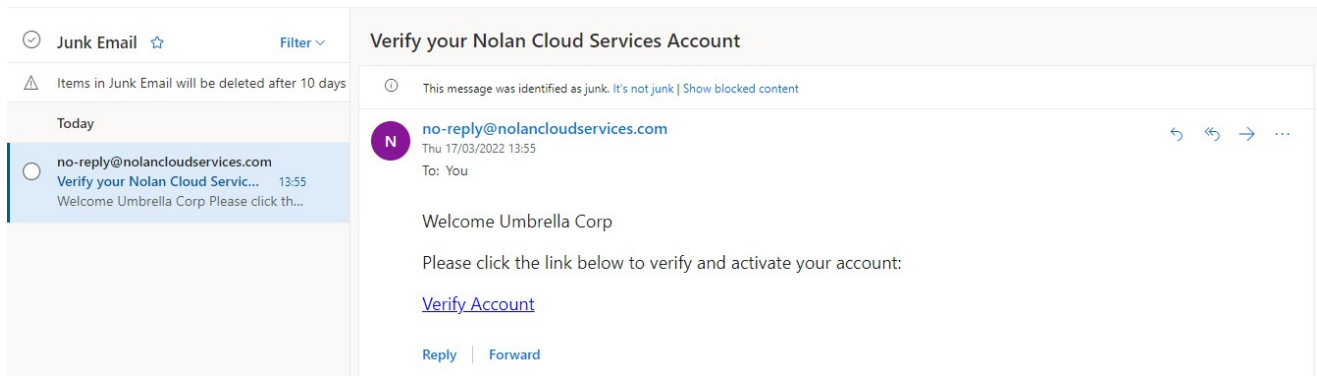 Junk Email
Filter
Items in Junk Email will be deleted after 10 days
Today
no-reply@nolancloudservices.com
Verify your Nolan Cloud Servic... 13:55
Welcome Umbrella Corp Please click th...
Verify your Nolan Cloud Services Account
This message was identified as junk. It's not junk | Show blocked content
N
no-reply@nolancloudservices.com
Thu 17/03/2022 13:55
To: You
Welcome Umbrella Corp
Please click the link below to verify and activate your account:
Verify Account
Reply | Forward